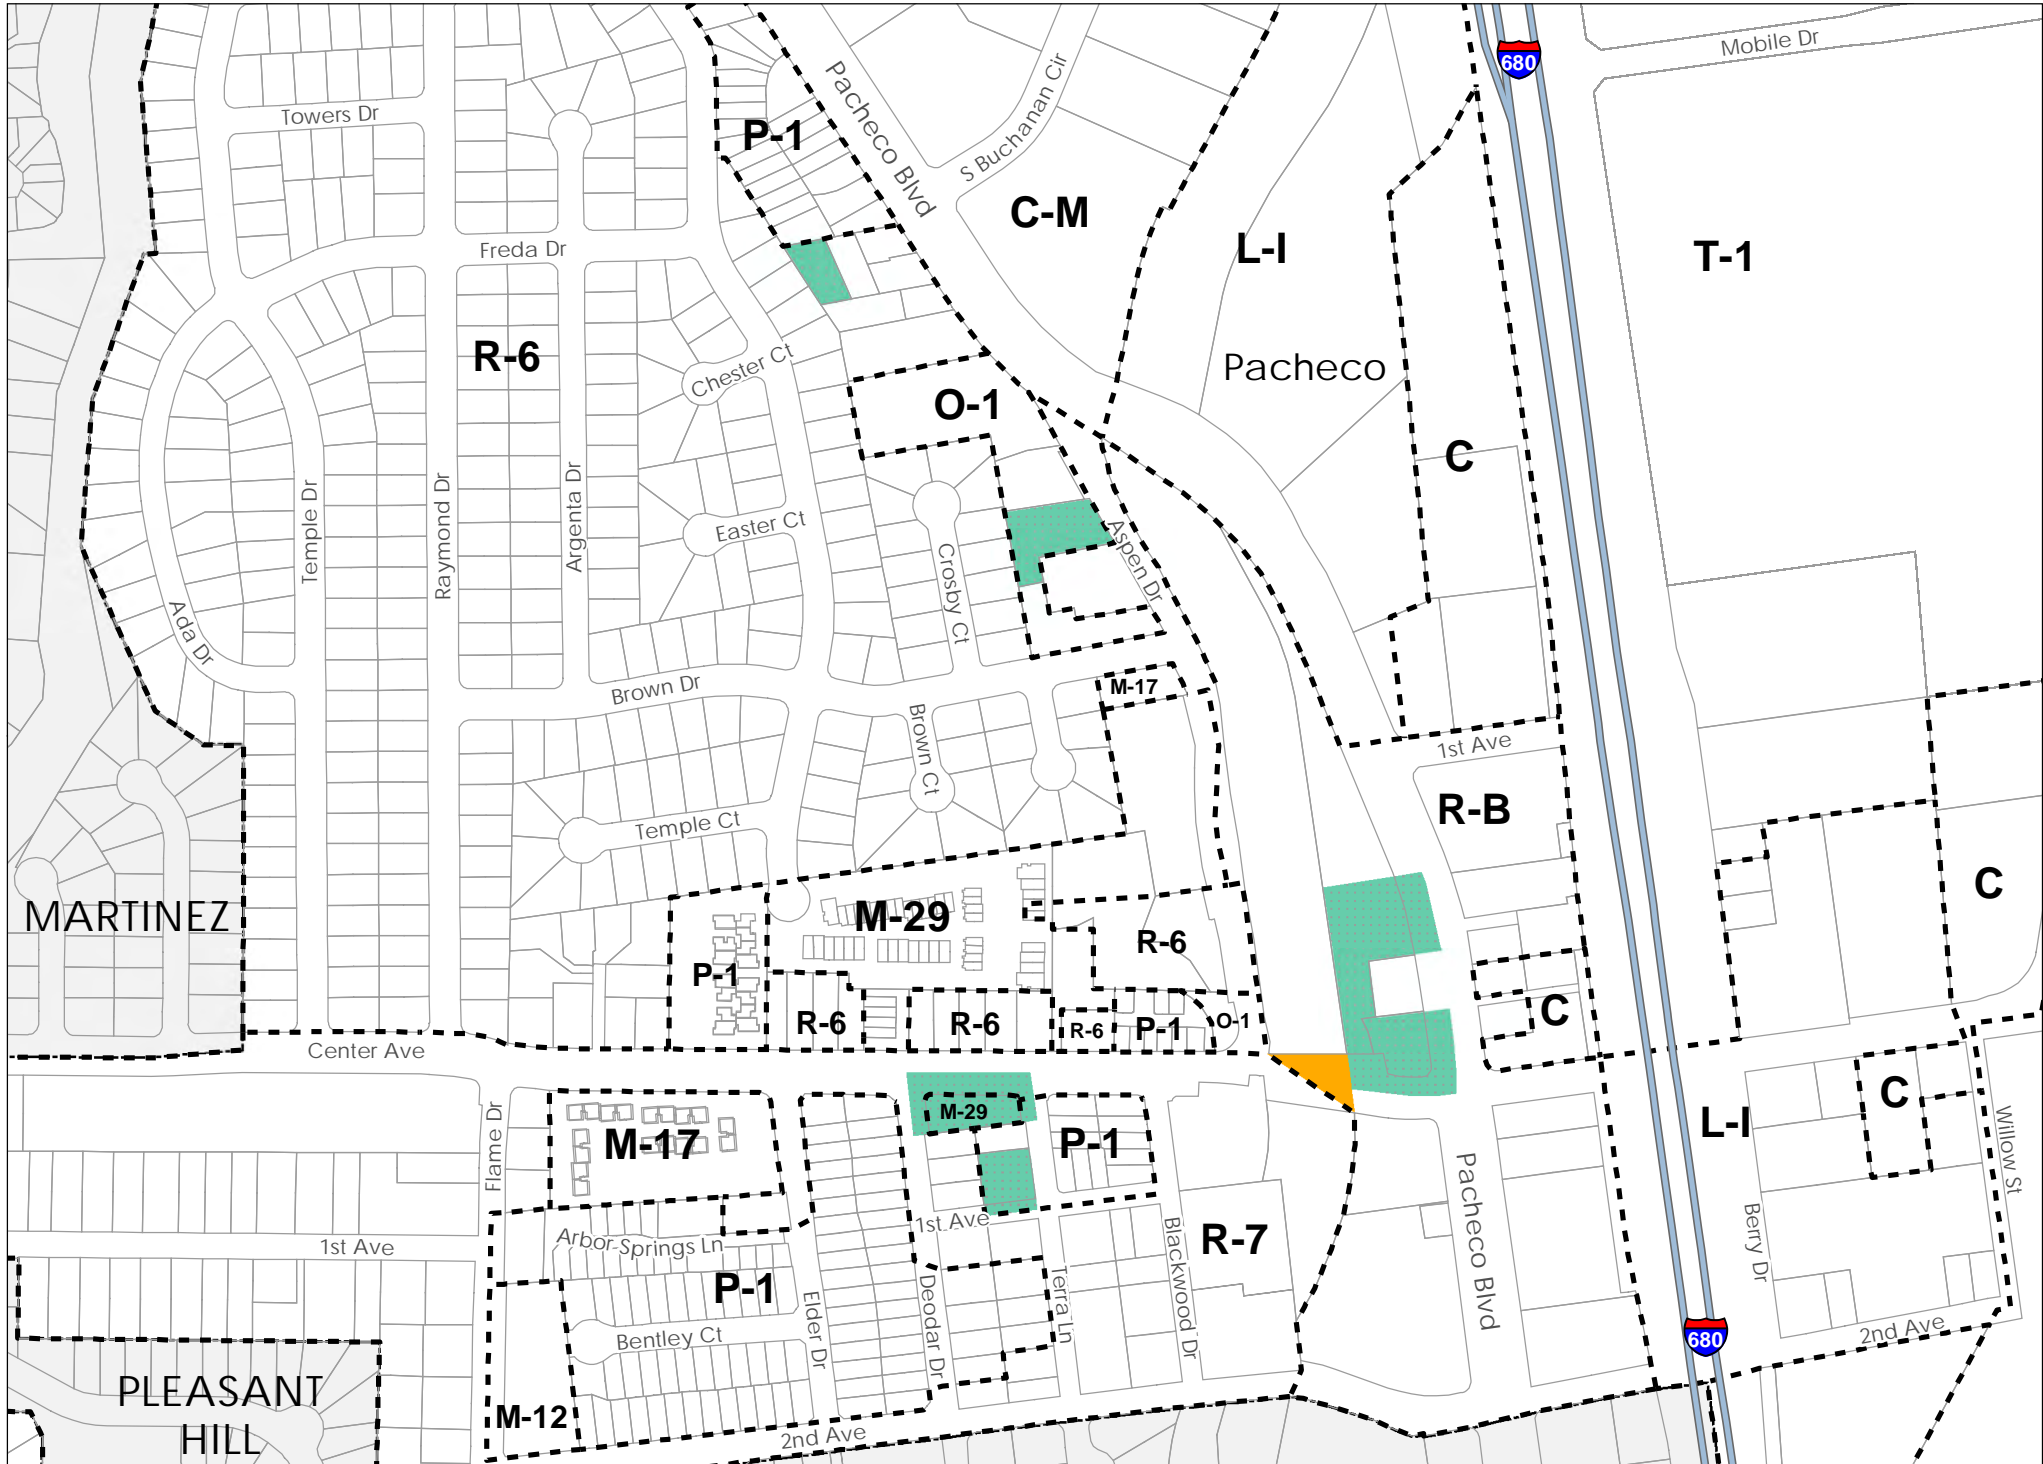 Mobile Dr
680
Towers Dr
P-1
Pacheco Blvd
S Buchanan Cir
C-M
L-I
T-1
Freda Dr
R-6
Chester Ct
Pacheco
O-1
C
Temple Dr
Raymond Dr
Argenta Dr
Easter Ct
Crosby Ct
Aspen Dr
Ada Dr
Brown Dr
M-17
Brown Ct
1st Ave
R-B
Temple Ct
MARTINEZ
M-29
R-6
C
P-1
R-6
R-6
R-6
P-1
O-1
C
Center Ave
Flame Dr
M-17
M-29
P-1
L-I
C
Willow St
1st Ave
Arbor Springs Ln
1st Ave
Blackwood Dr
R-7
Pacheco Blvd
Berry Dr
P-1
Elder Dr
Deodar Dr
Terra Ln
Bentley Ct
680
2nd Ave
PLEASANT
HILL
M-12
2nd Ave